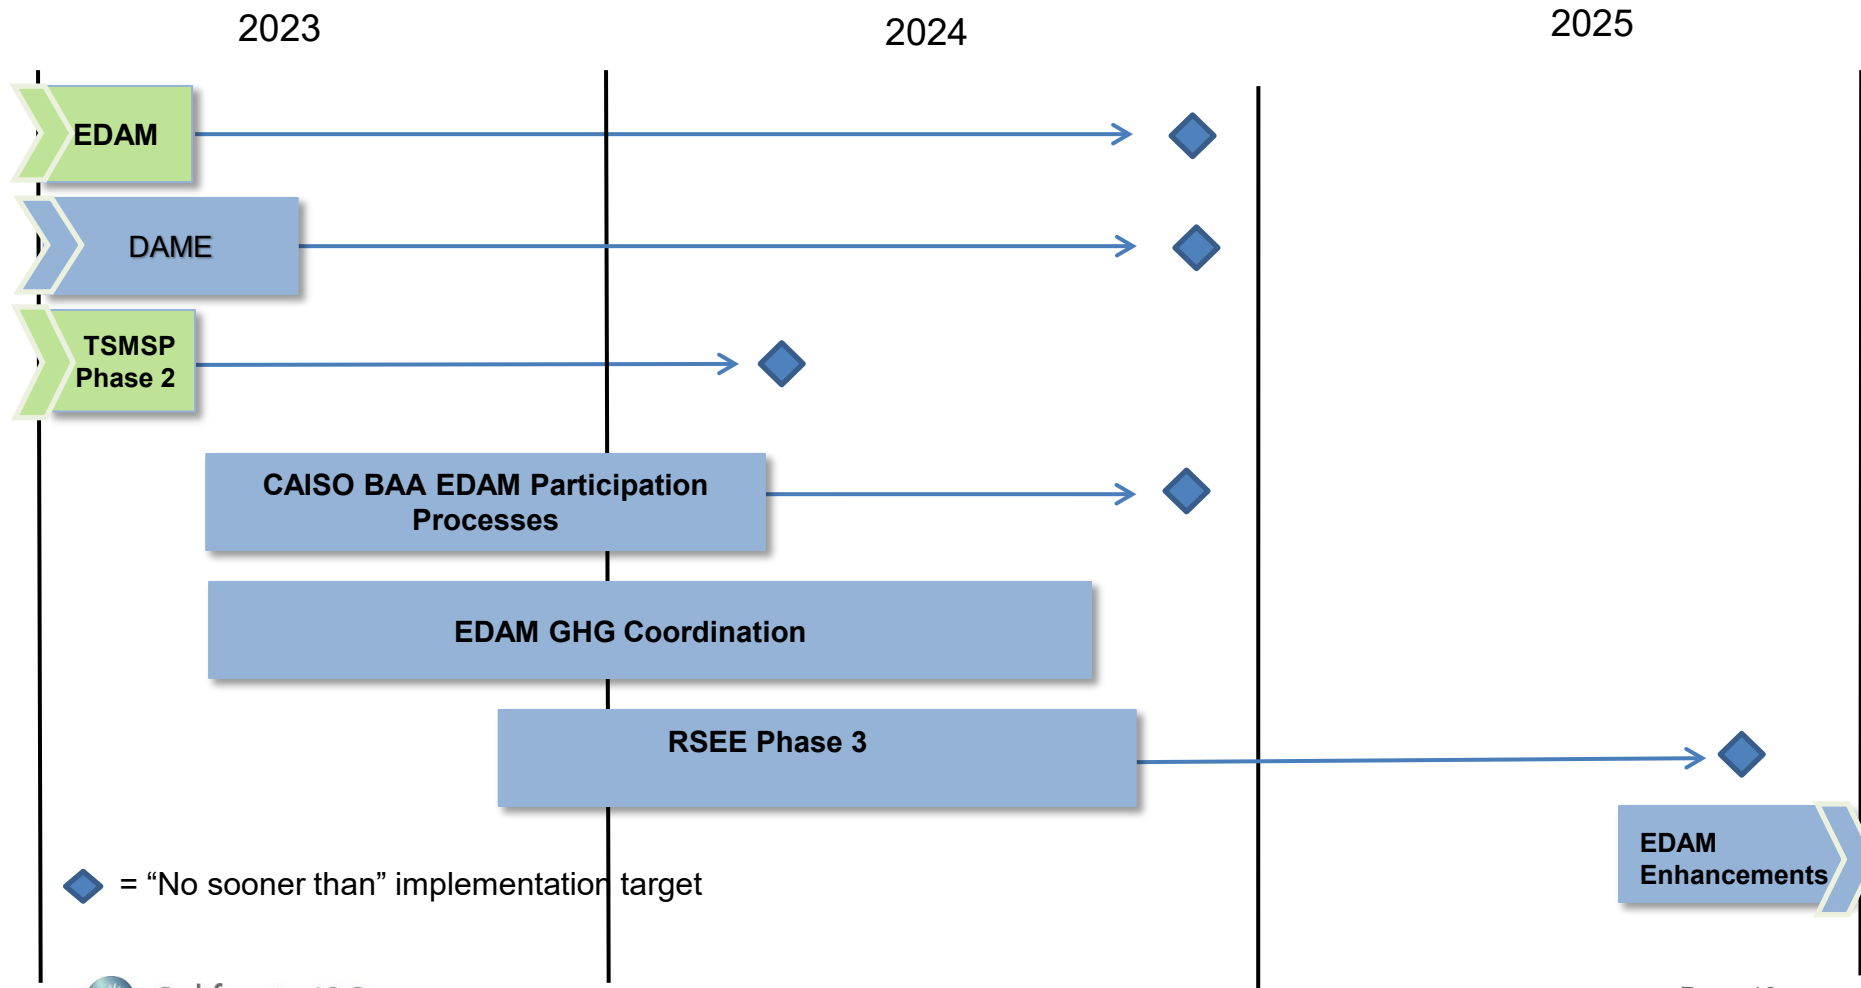 2023
2024
2025
EDAM
DAME
TSMSP
Phase 2
CAISO BAA EDAM Participation
Processes
EDAM GHG Coordination
RSEE Phase 3
EDAM
Enhancements
= “No sooner than” implementation target